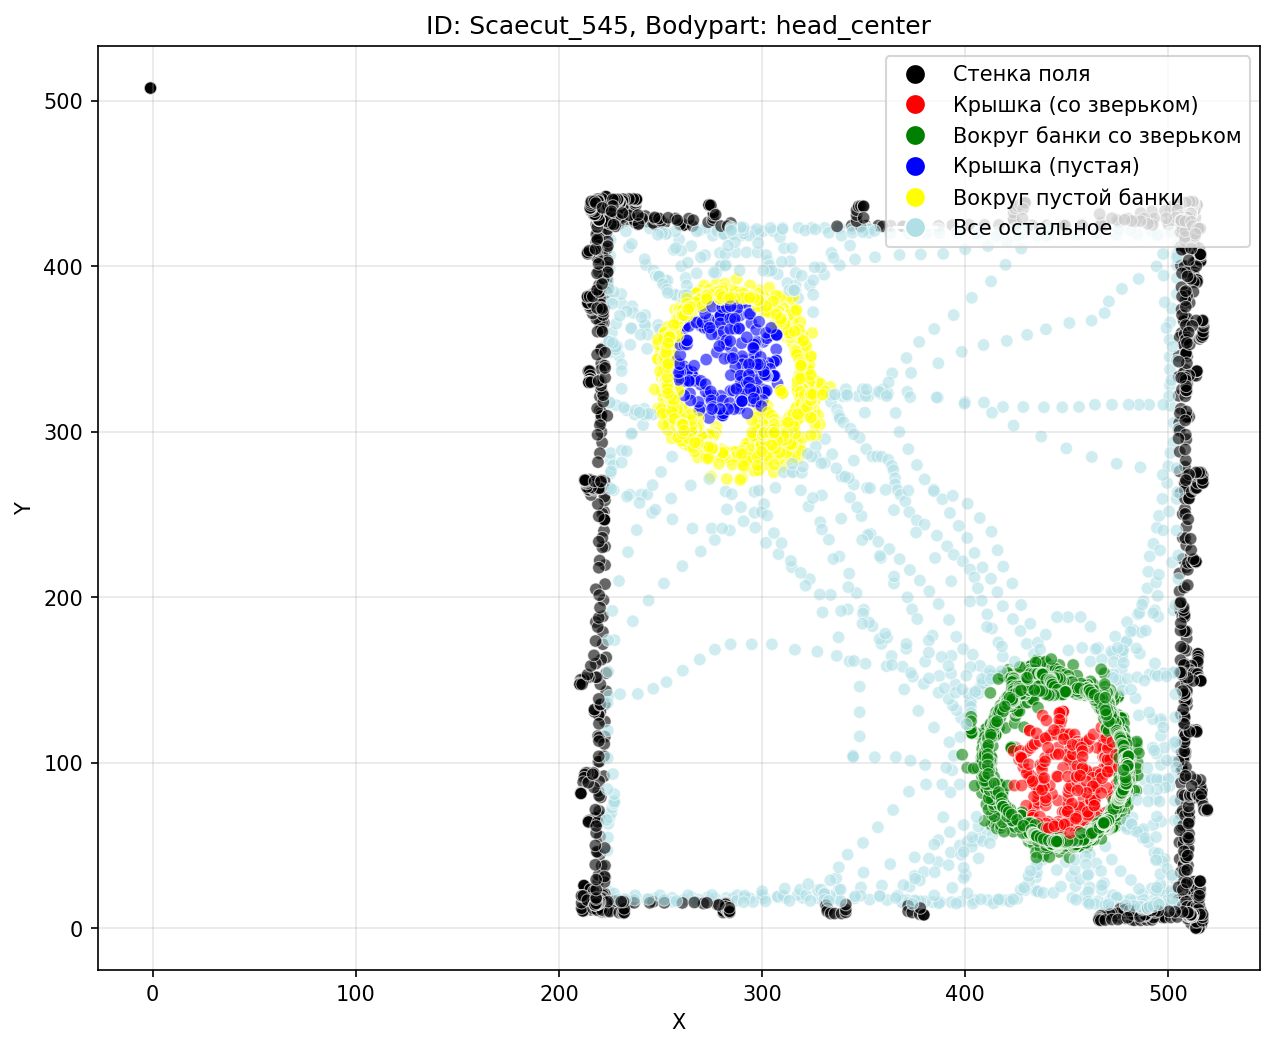 ID: Scaecut_545, Bodypart: head_center
Стенка поля
Крышка (со зверьком)
Вокруг банки со зверьком
Крышка (пустая)
Вокруг пустой банки
Все остальное
500
400
300
200
100
0
Y
0 100 200 300 400 500
X